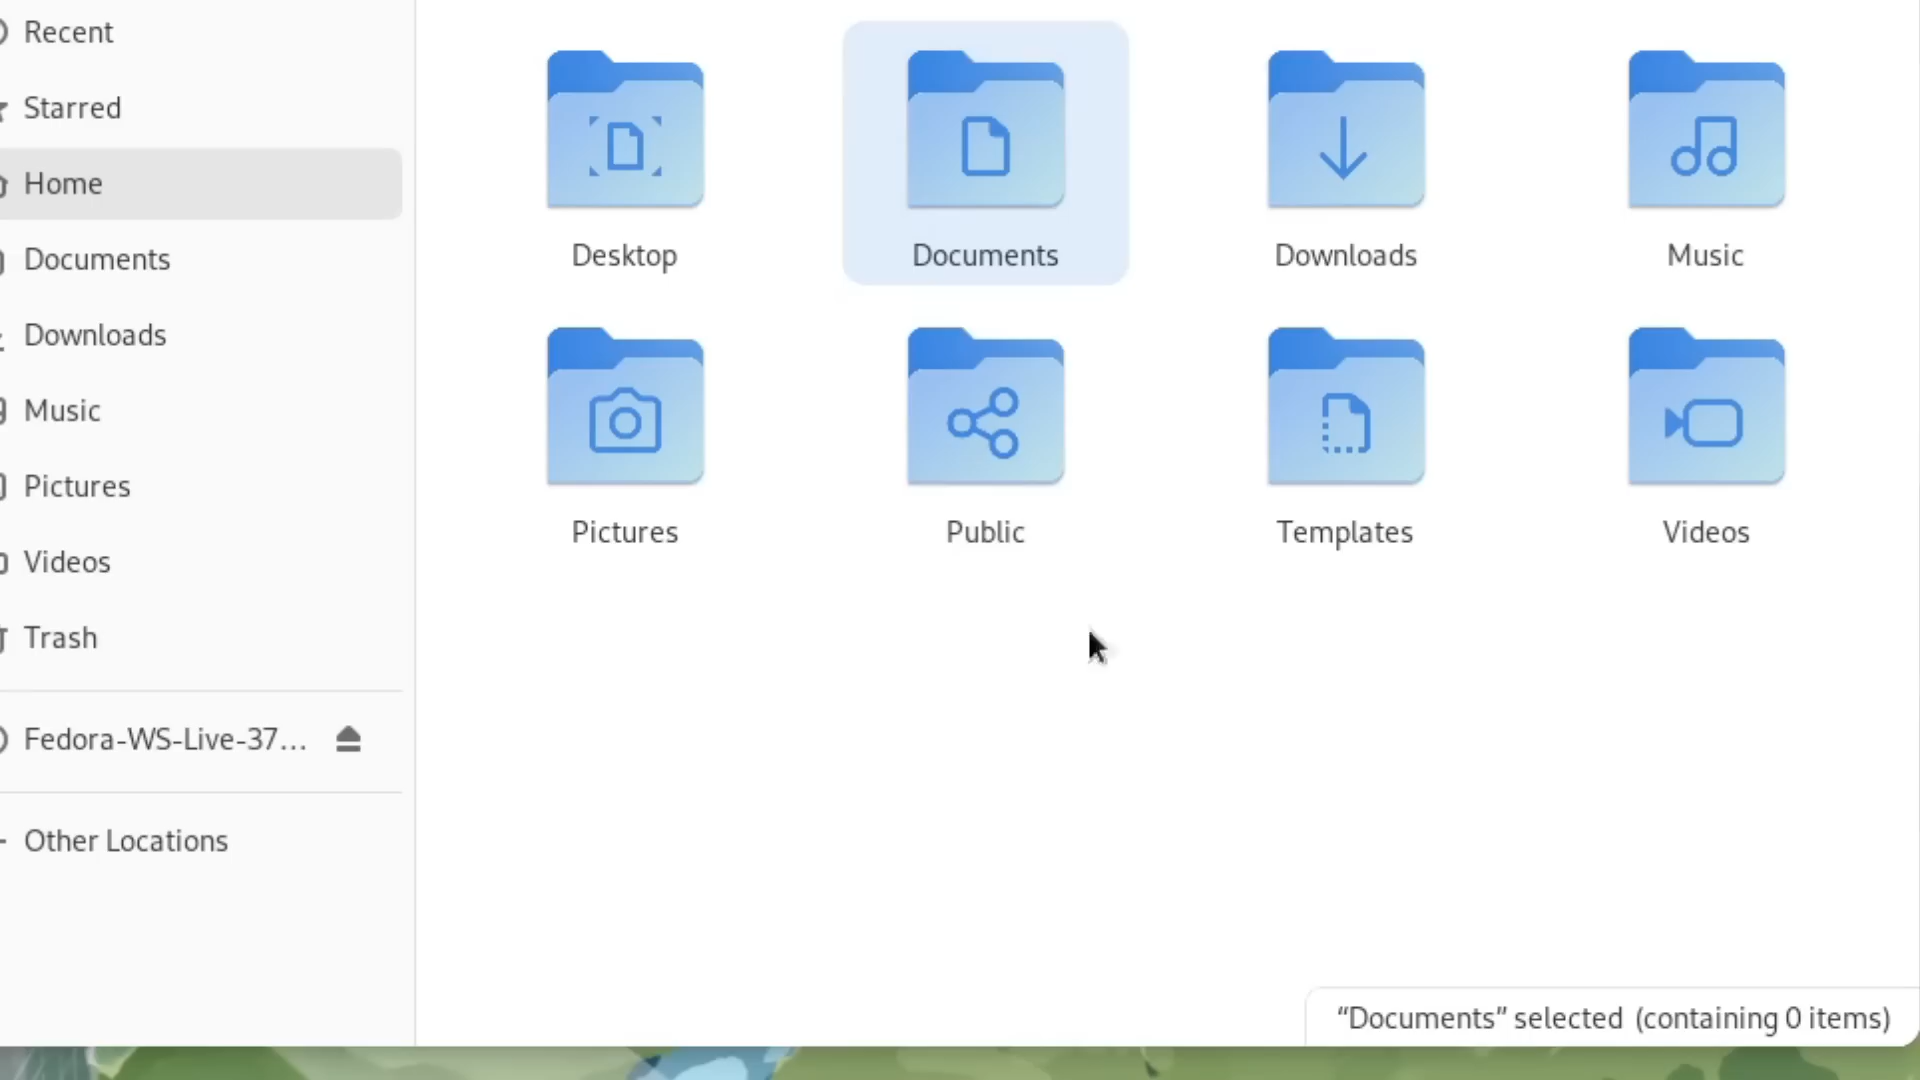 Recent
Starred
Home
Documents
Downloads
Music
Pictures
Videos
Trash
Fedora-WS-Live-37...
Other Locations
Desktop
Documents
Downloads
Music
Pictures
Public
Templates
Videos
“Documents” selected (containing 0 items)